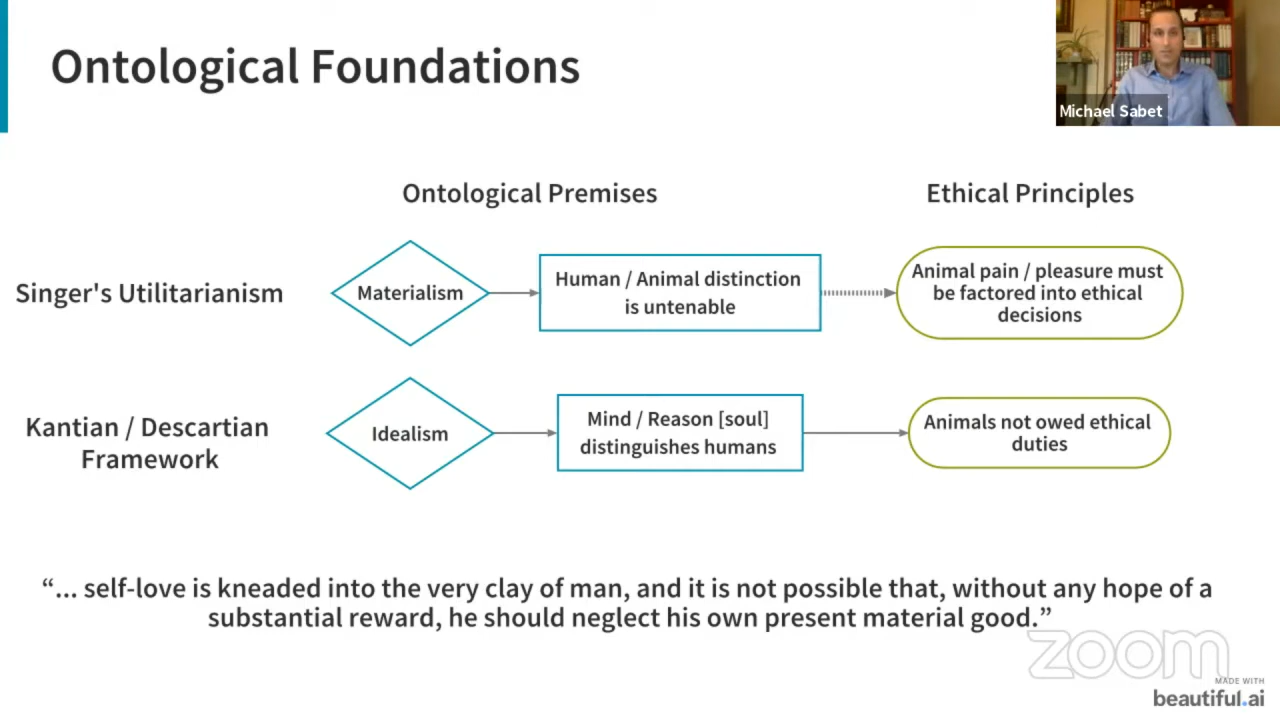 Ontological Foundations
Michael Sabet
Ontological Premises
Ethical Principles
Singer's Utilitarianism
Materialism
Human / Animal distinction
is untenable
Animal pain / pleasure must
be factored into ethical
decisions
Kantian / Descartian
Framework
Idealism
Mind / Reason [soul]
distinguishes humans
Animals not owed ethical
duties
“... self-love is kneaded into the very clay of man, and it is not possible that, without any hope of a
substantial reward, he should neglect his own present material good.”
zoom
MADE WITH
beautiful.ai